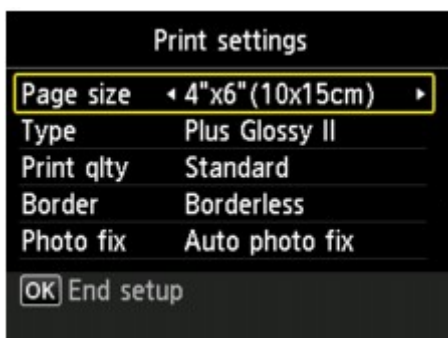 Print settings
Page size 4"x6"(10x15cm)
Type Plus Glossy II
Print qlty Standard
Border Borderless
Photo fix Auto photo fix
OK End setup